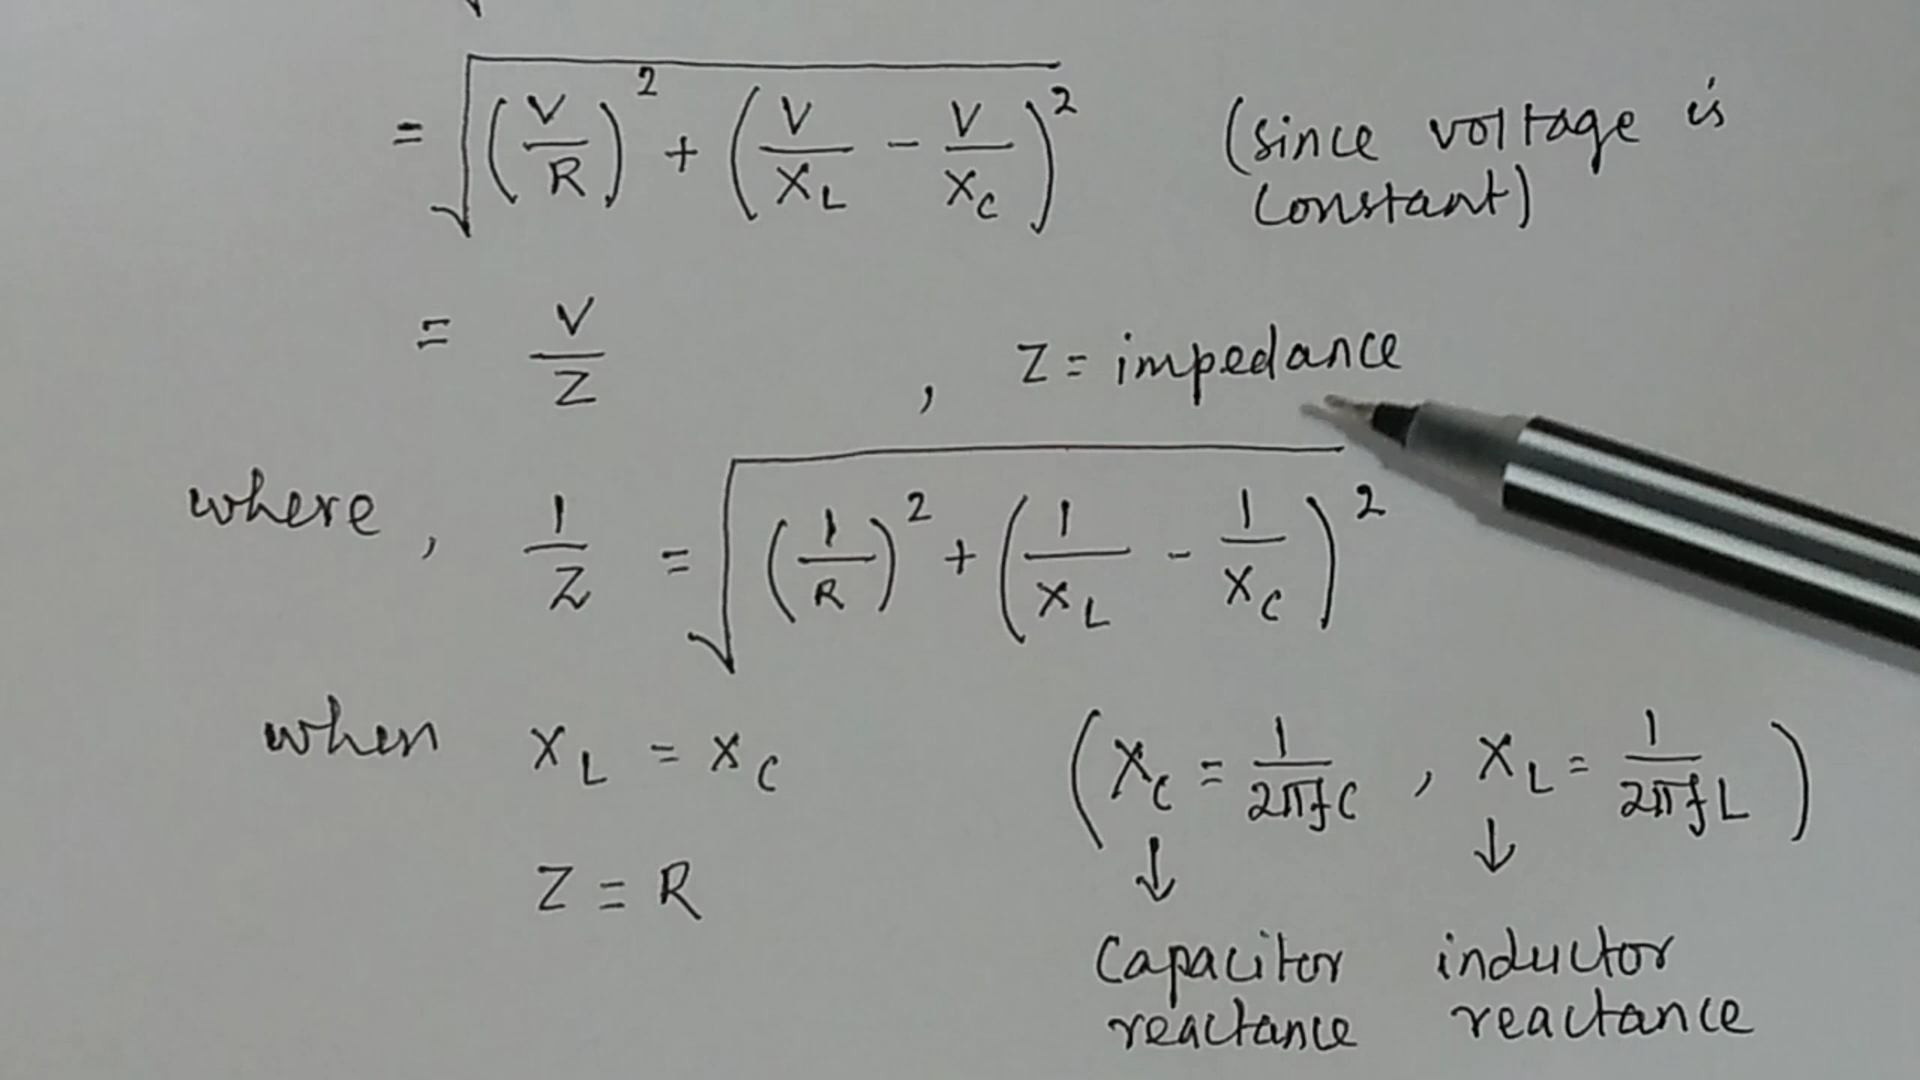 = √((V/R)² + (V/X_L - V/X_C)²) (since voltage is
constant)
= V/Z , Z = impedance
where, 1/Z = √((1/R)² + (1/X_L - 1/X_C)²)
when X_L = X_C (X_C = 1/2πfC , X_L = 1/2πfL)
↓ ↓
Z = R
Capacitor inductor
reactance reactance